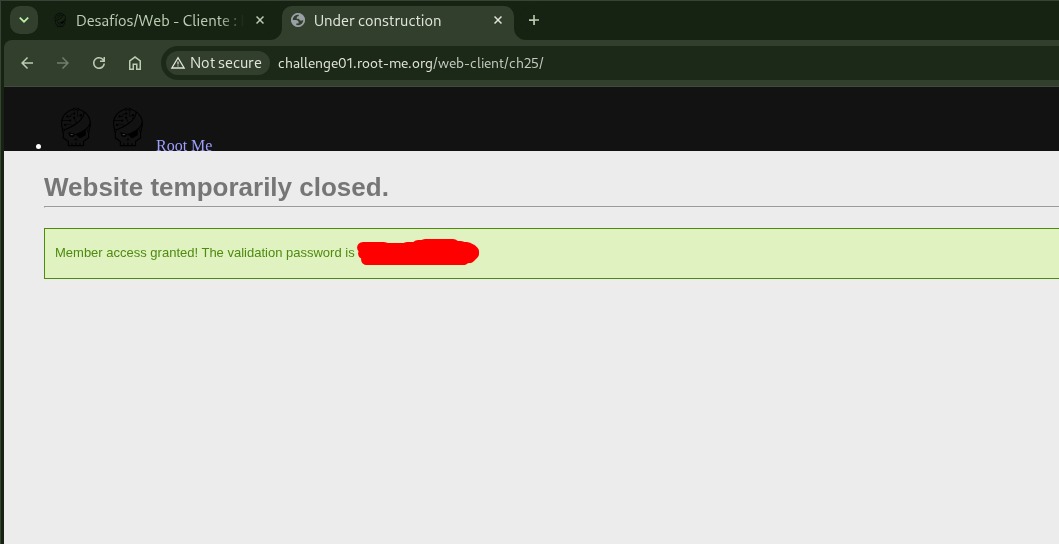 Desafíos/Web - Cliente :
Under construction
Not secure
challenge01.root-me.org/web-client/ch25/
Root Me
Website temporarily closed.
Member access granted! The validation password is